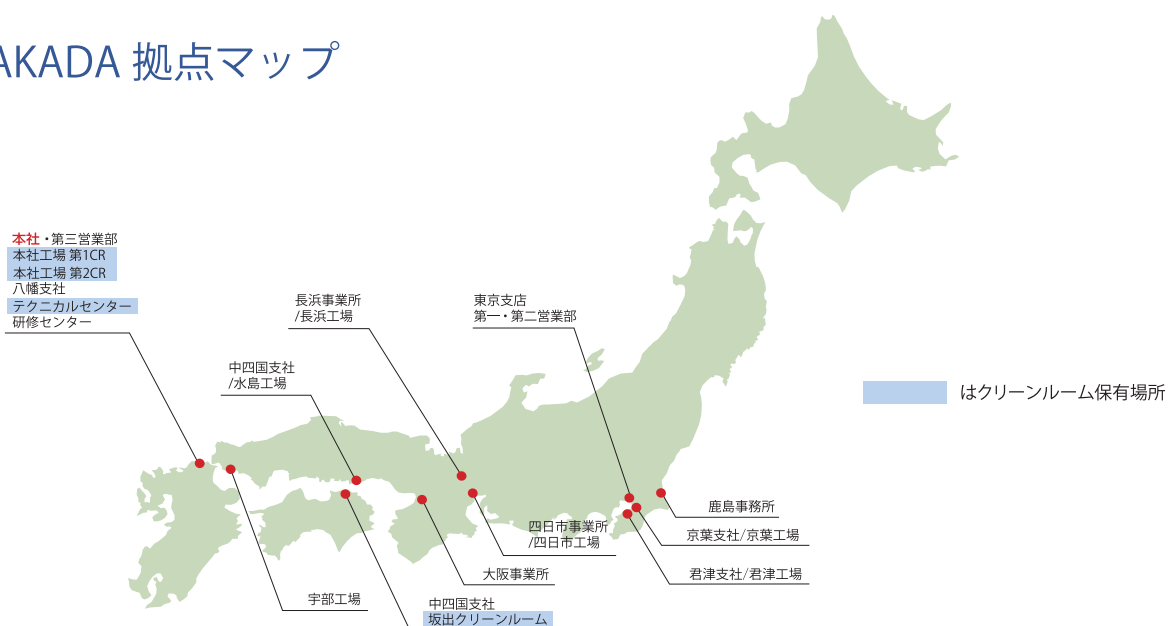 AKADA 拠点マップ
本社・第三営業部
本社工場 第1CR
本社工場 第2CR
八幡支社
テクニカルセンター
研修センター
長浜事業所
/長浜工場
東京支店
第一・第二営業部
中四国支社
/水島工場
はクリーンルーム保有場所
鹿島事務所
四日市事業所
/四日市工場
京葉支社/京葉工場
大阪事業所
君津支社/君津工場
宇部工場
中四国支社
坂出クリーンルーム